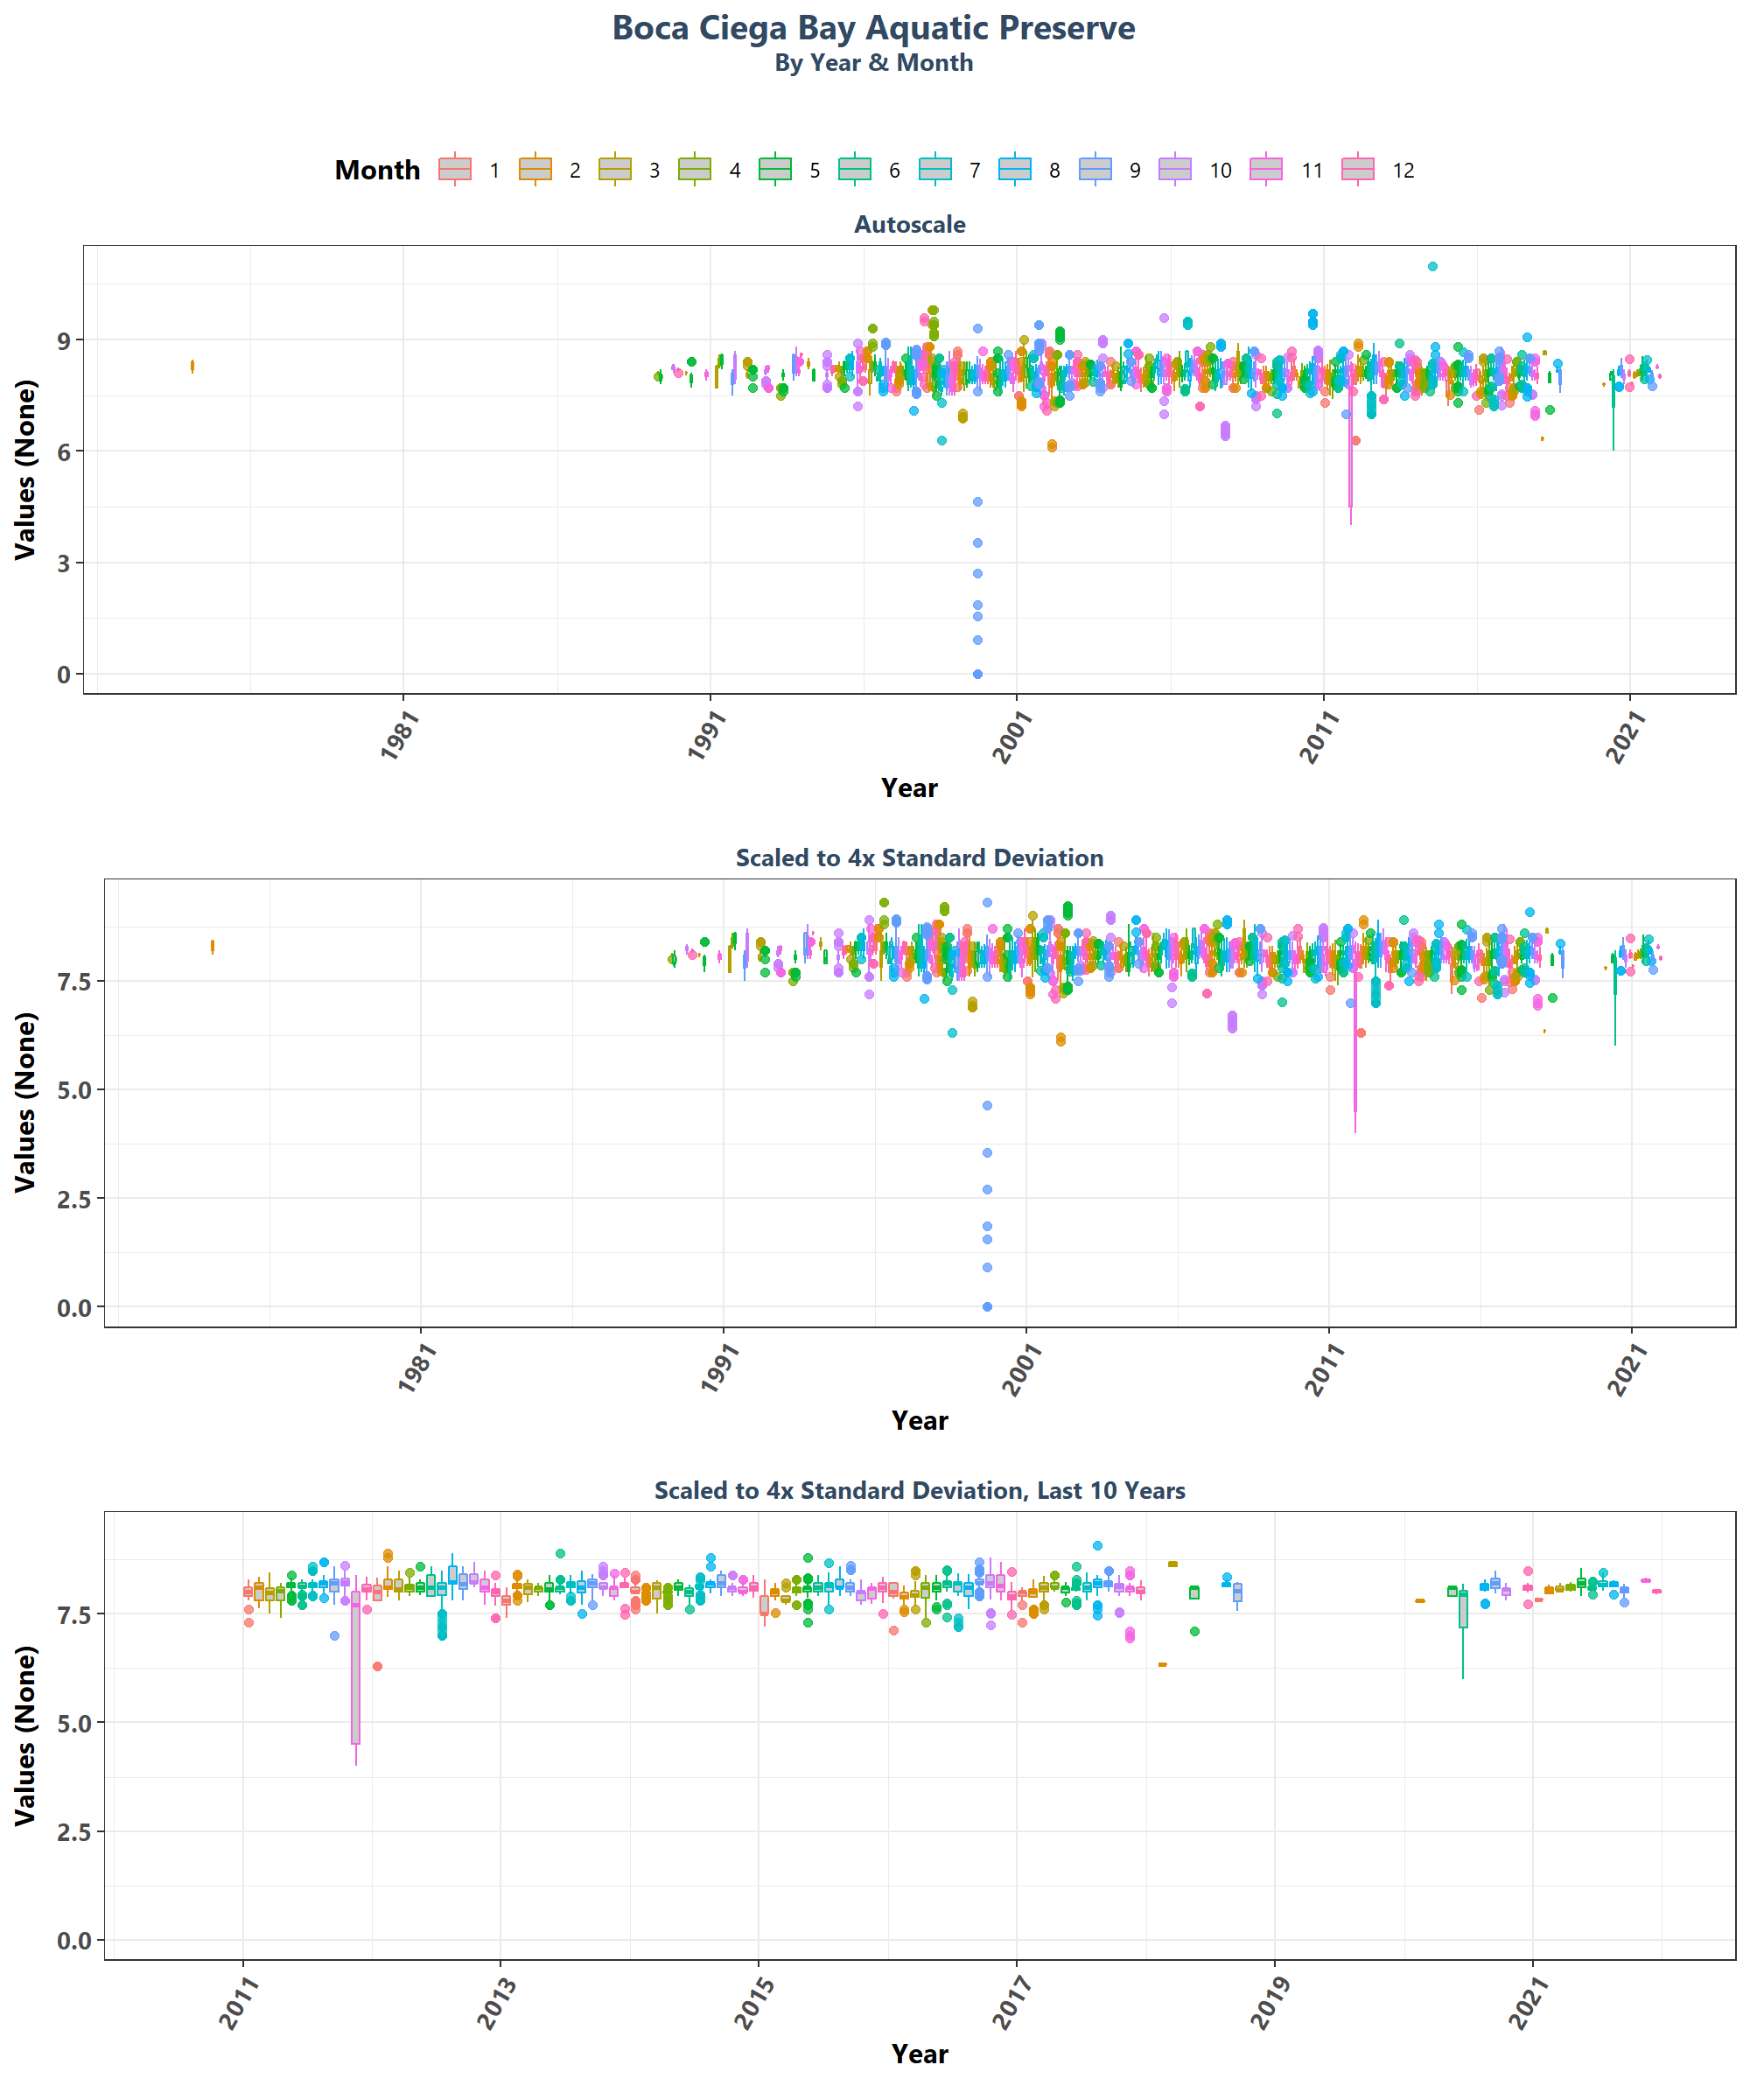 Boca Ciega Bay Aquatic Preserve
By Year & Month
Month 1 2 3 4 5 6 7 8 9 10 11 12
Autoscale
Values (None)
9
6
3
0
1981 1991 2001 2011 2021
Year
Scaled to 4x Standard Deviation
Values (None)
7.5
5.0
2.5
0.0
1981 1991 2001 2011 2021
Year
Scaled to 4x Standard Deviation, Last 10 Years
Values (None)
7.5
5.0
2.5
0.0
2011 2013 2015 2017 2019 2021
Year